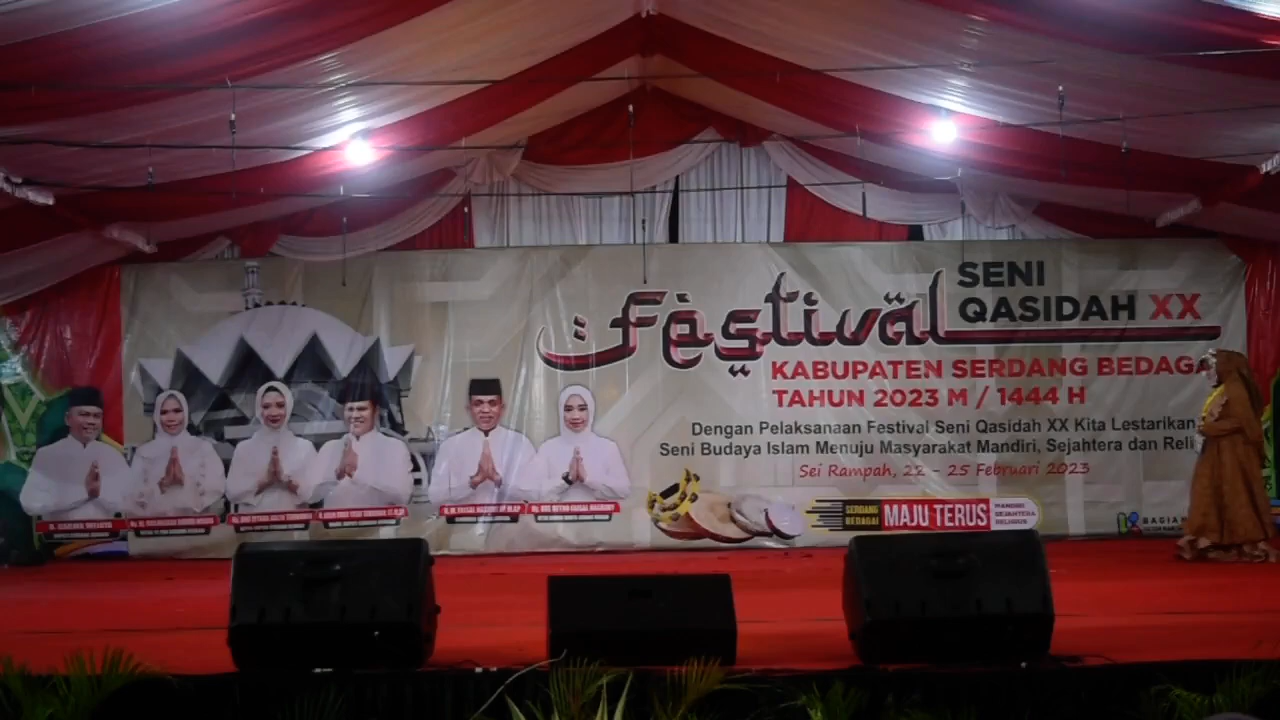 Festival
SENI
QASIDAH XX
KABUPATEN SERDANG BEDAGA
TAHUN 2023 M / 1444 H
Dengan Pelaksanaan Festival Seni Qasidah XX Kita Lestarikan
Seni Budaya Islam Menuju Masyarakat Mandiri, Sejahtera dan Reli
Sei Rampah, 22 - 25 Februari 2023
SERDANG
BEDAGAI
MAJU TERUS
MANDIRI
SEJAHTERA
RELIGIUS
BAGIAN